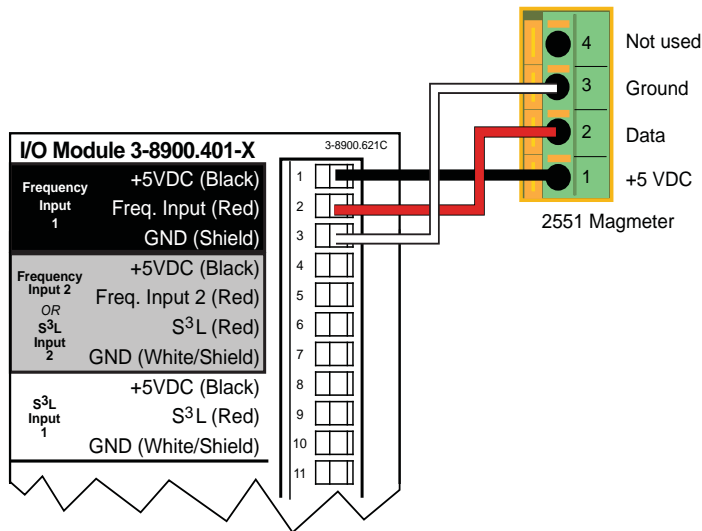 I/O Module 3-8900.401-X
3-8900.621C
Frequency Input 1
+5VDC (Black)
Freq. Input (Red)
GND (Shield)
Frequency Input 2 OR S³L Input 2
+5VDC (Black)
Freq. Input 2 (Red)
S³L (Red)
GND (White/Shield)
S³L Input 1
+5VDC (Black)
S³L (Red)
GND (White/Shield)
1
2
3
4
5
6
7
8
9
10
11
4 Not used
3 Ground
2 Data
1 +5 VDC
2551 Magmeter